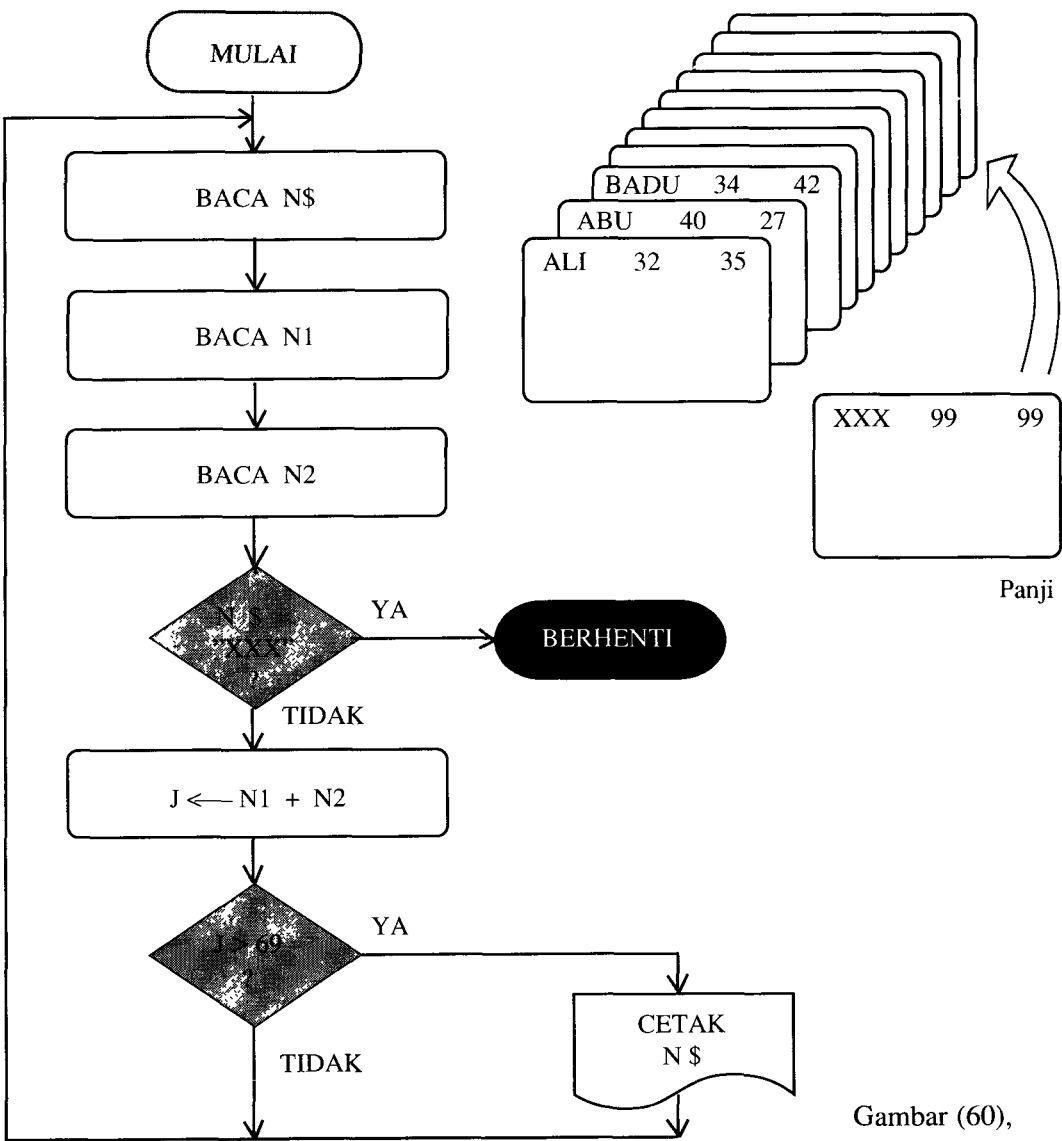 MULAI
BACA N$
BACA N1
BACA N2
N $ =
"XXX"
?
YA
BERHENTI
TIDAK
J ← N1 + N2
J > 69
?
YA
CETAK
N $
TIDAK
BADU 34 42
ABU 40 27
ALI 32 35
XXX 99 99
Panji
Gambar (60),